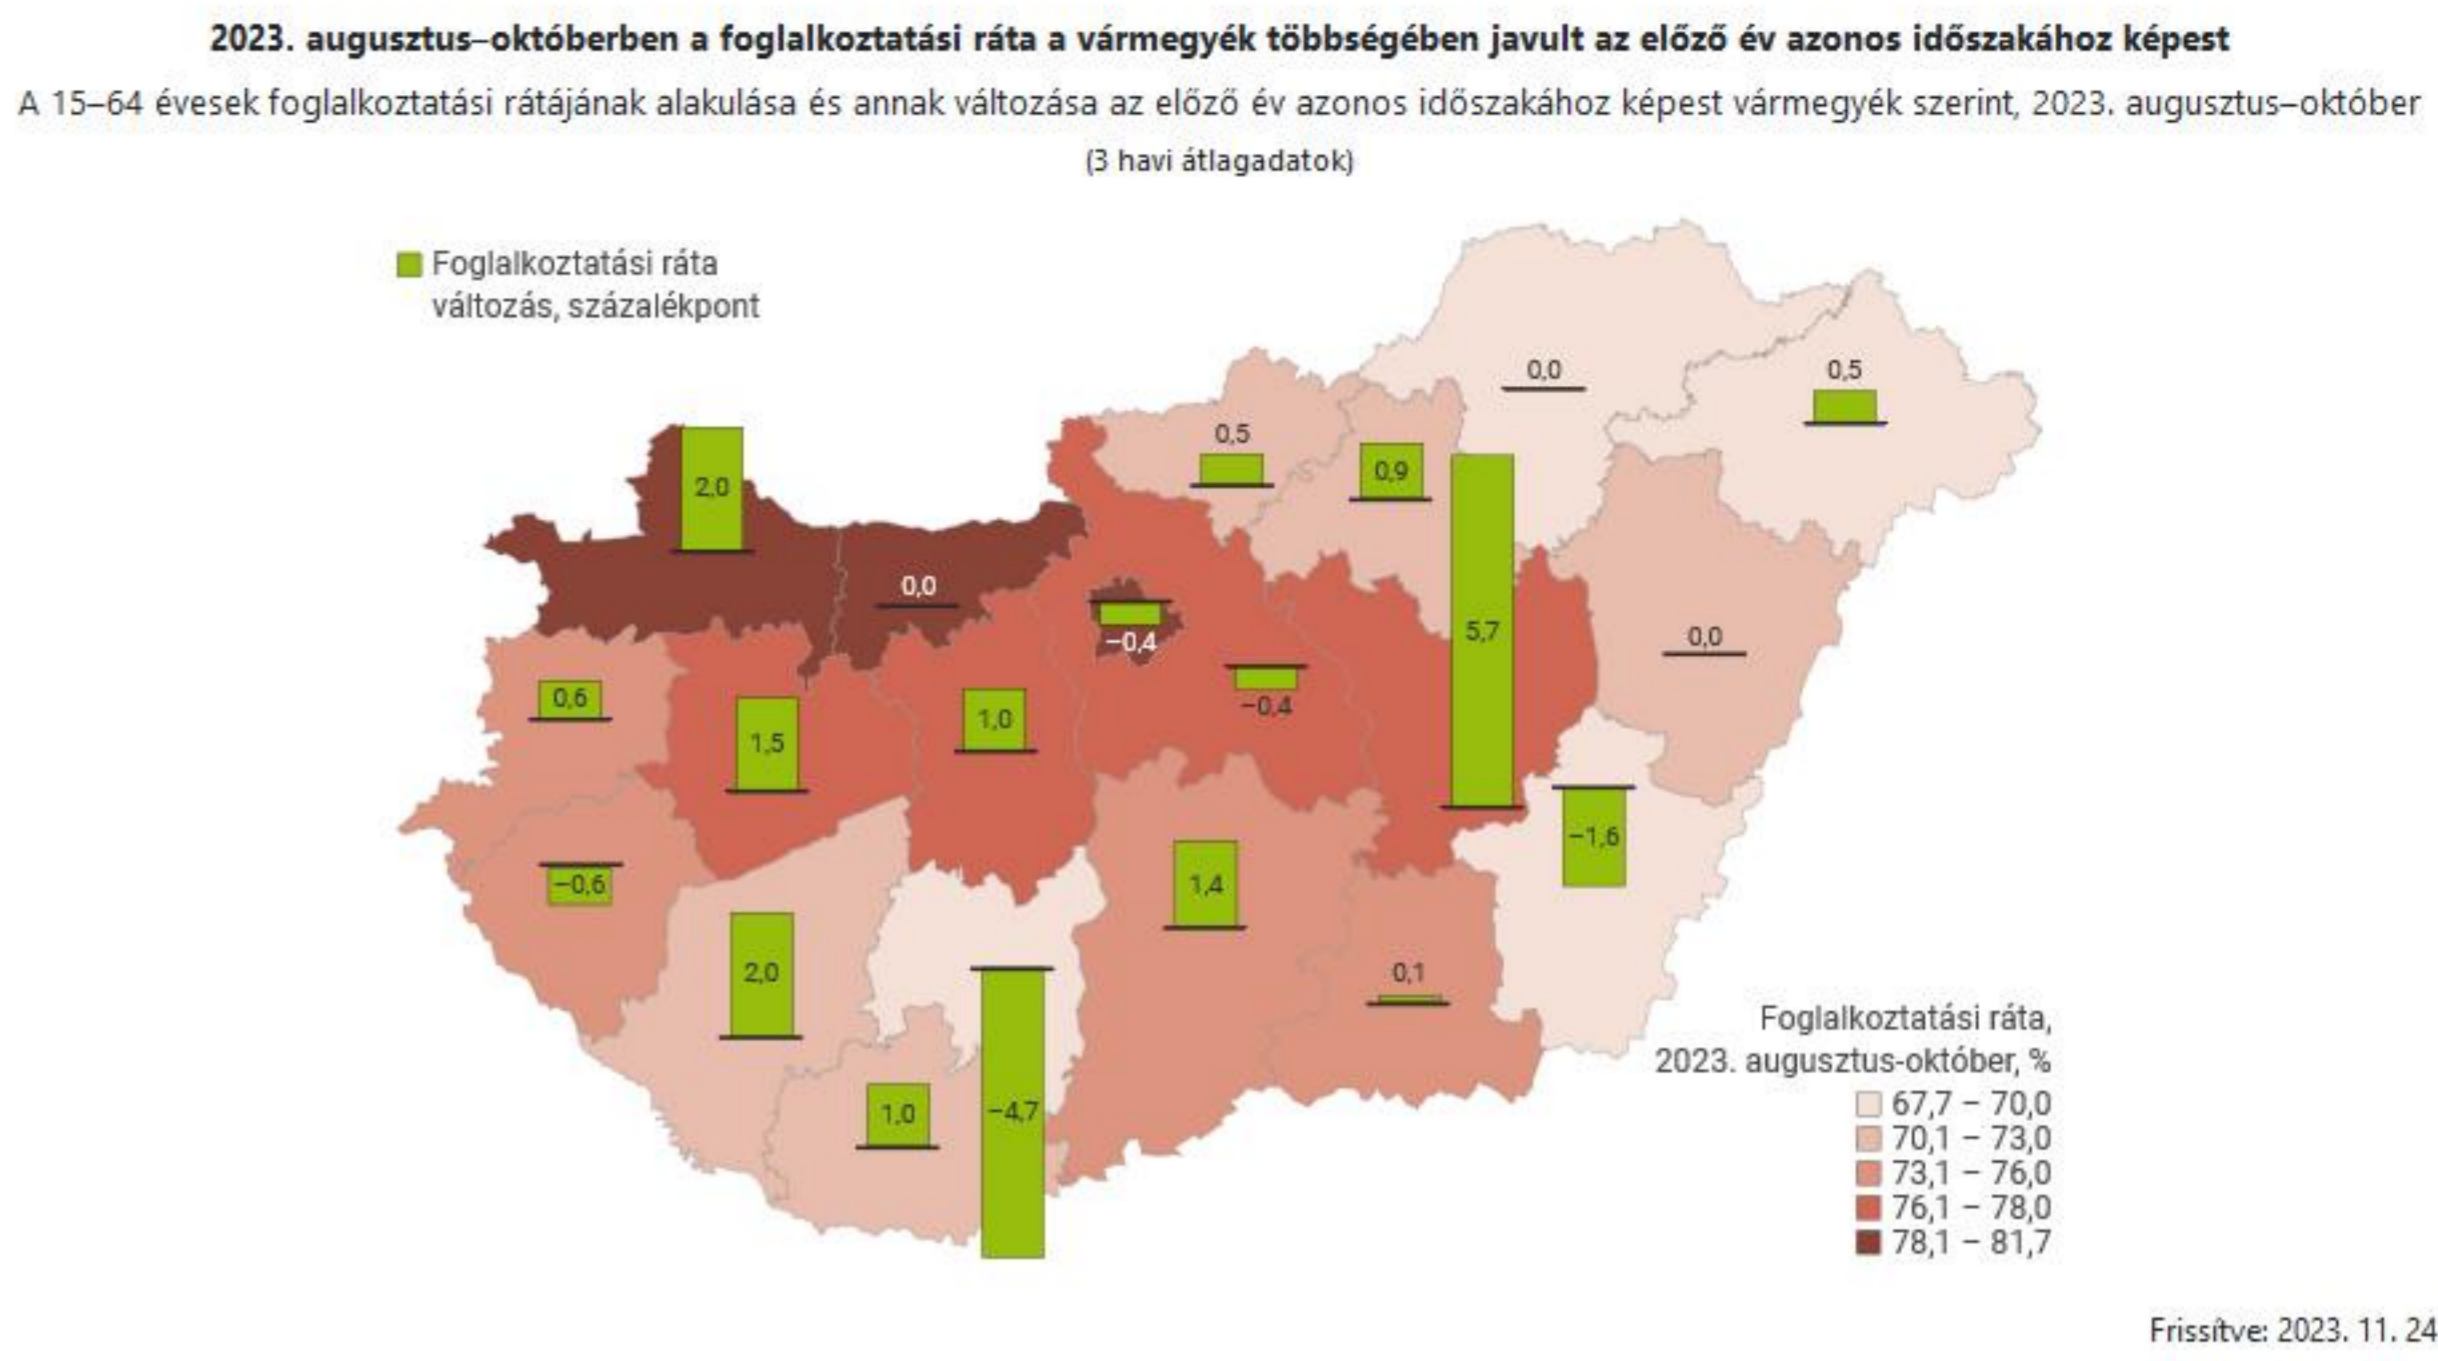 2023. augusztus–októberben a foglalkoztatási ráta a vármegyék többségében javult az előző év azonos időszakához képest
A 15–64 évesek foglalkoztatási rátájának alakulása és annak változása az előző év azonos időszakához képest vármegyék szerint, 2023. augusztus–október
(3 havi átlagadatok)
Foglalkoztatási ráta
változás, százalékpont
0,0
0,5
0,5
0,9
2,0
0,0
–0,4
5,7
0,0
0,6
1,5
1,0
–0,4
–1,6
–0,6
1,4
2,0
0,1
1,0
–4,7
Foglalkoztatási ráta,
2023. augusztus-október, %
67,7 – 70,0
70,1 – 73,0
73,1 – 76,0
76,1 – 78,0
78,1 – 81,7
Frissítve: 2023. 11. 24